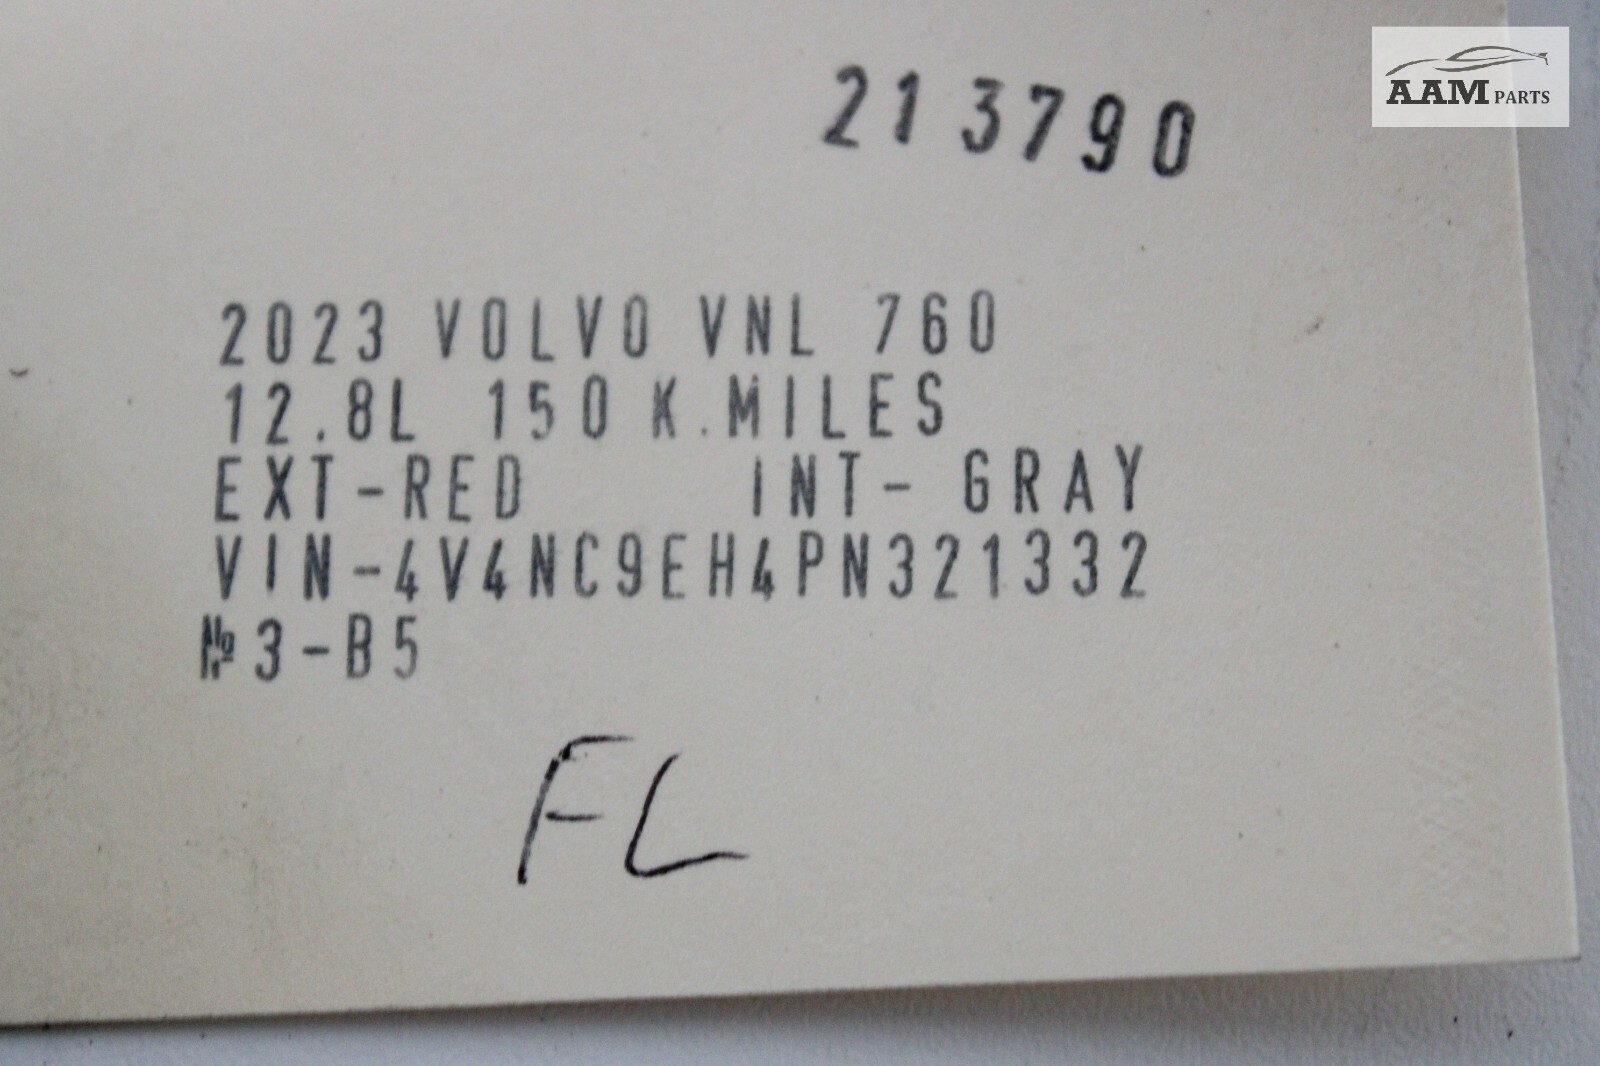 AAM PARTS
213790
2023 VOLVO VNL 760
12.8L 150 K.MILES
EXT-RED INT- GRAY
VIN-4V4NC9EH4PN321332
№3-B5
FL